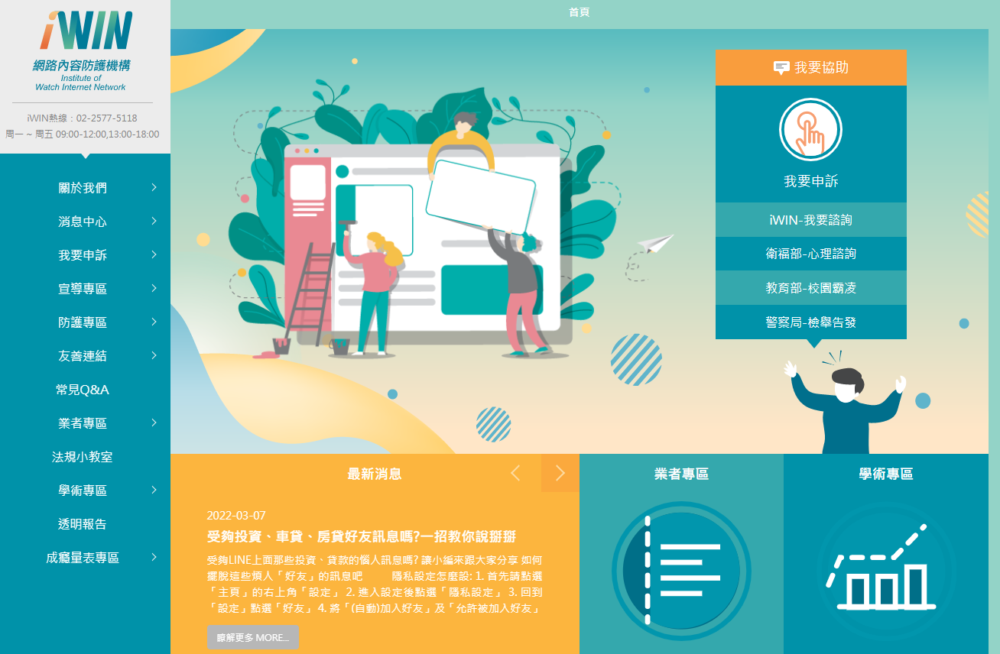 iWIN
網路內容防護機構
Institute of
Watch Internet Network
iWIN熱線：02-2577-5118
周一 ~ 周五 09:00-12:00,13:00-18:00
關於我們
消息中心
我要申訴
宣導專區
防護專區
友善連結
常見Q&A
業者專區
法規小教室
學術專區
透明報告
成癮量表專區
首頁
我要協助
我要申訴
iWIN-我要諮詢
衛福部-心理諮詢
教育部-校園霸凌
警察局-檢舉告發
最新消息
2022-03-07
受夠投資、車貸、房貸好友訊息嗎?一招教你說掰掰
受夠LINE上面那些投資、貸款的惱人訊息嗎? 讓小編來跟大家分享 如何
擺脫這些煩人「好友」的訊息吧　　隱私設定怎麼設: 1. 首先請點選
「主頁」的右上角「設定」 2. 進入設定後點選「隱私設定」 3. 回到
「設定」點選「好友」 4. 將「(自動)加入好友」及「允許被加入好友」
瞭解更多 MORE...
業者專區
學術專區